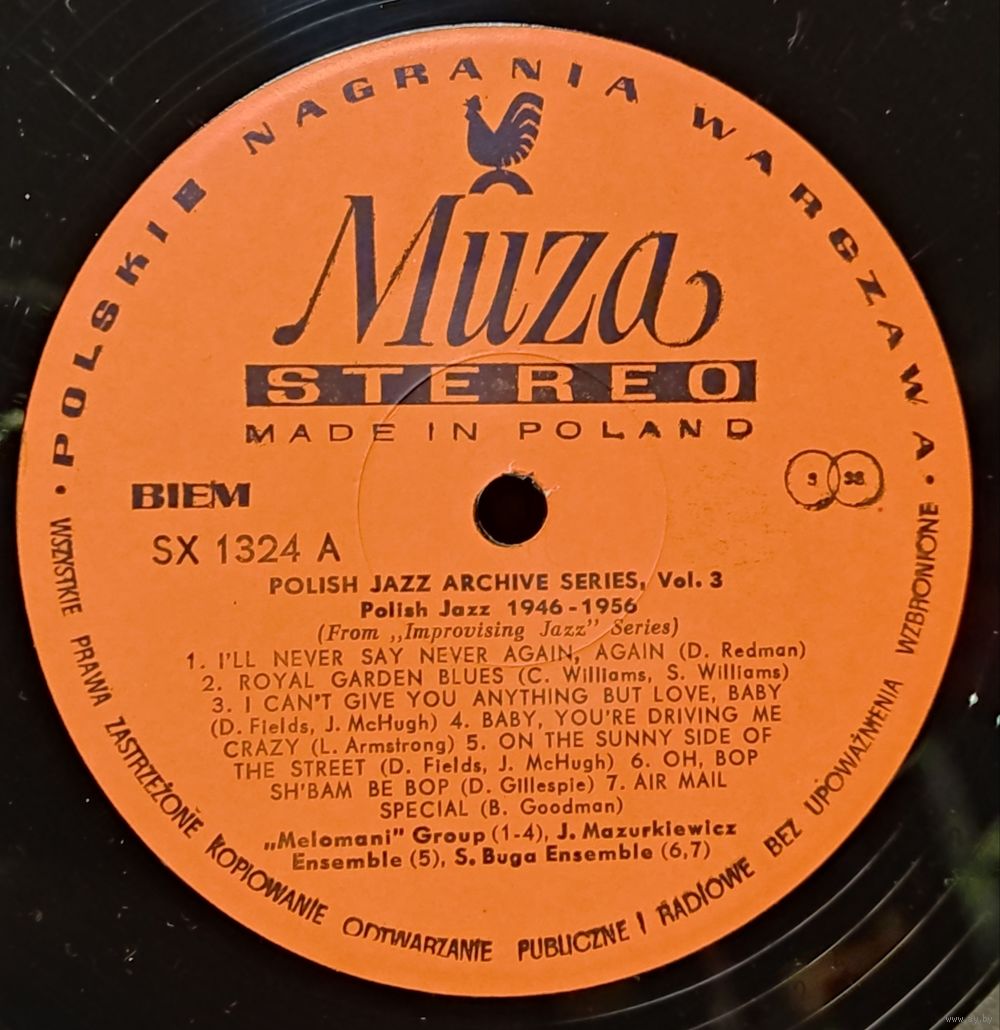 • POLSKIE NAGRANIA WARSZAWA •
Muza
STEREO
MADE IN POLAND
BIEM
33
SX 1324 A
POLISH JAZZ ARCHIVE SERIES, Vol. 3
Polish Jazz 1946-1956
(From „Improvising Jazz” Series)
1. I'LL NEVER SAY NEVER AGAIN, AGAIN (D. Redman)
2. ROYAL GARDEN BLUES (C. Williams, S. Williams)
3. I CAN'T GIVE YOU ANYTHING BUT LOVE, BABY
(D. Fields, J. McHugh) 4. BABY, YOU'RE DRIVING ME
CRAZY (L. Armstrong) 5. ON THE SUNNY SIDE OF
THE STREET (D. Fields, J. McHugh) 6. OH, BOP
SH'BAM BE BOP (D. Gillespie) 7. AIR MAIL
SPECIAL (B. Goodman)
„Melomani” Group (1-4), J. Mazurkiewicz
Ensemble (5), S. Buga Ensemble (6,7)
WSZYSTKIE PRAWA ZASTRZEŻONE KOPIOWANIE ODTWARZANIE PUBLICZNE I RADIOWE BEZ UPOWAŻNIENIA WZBRONIONE
www.ay.by